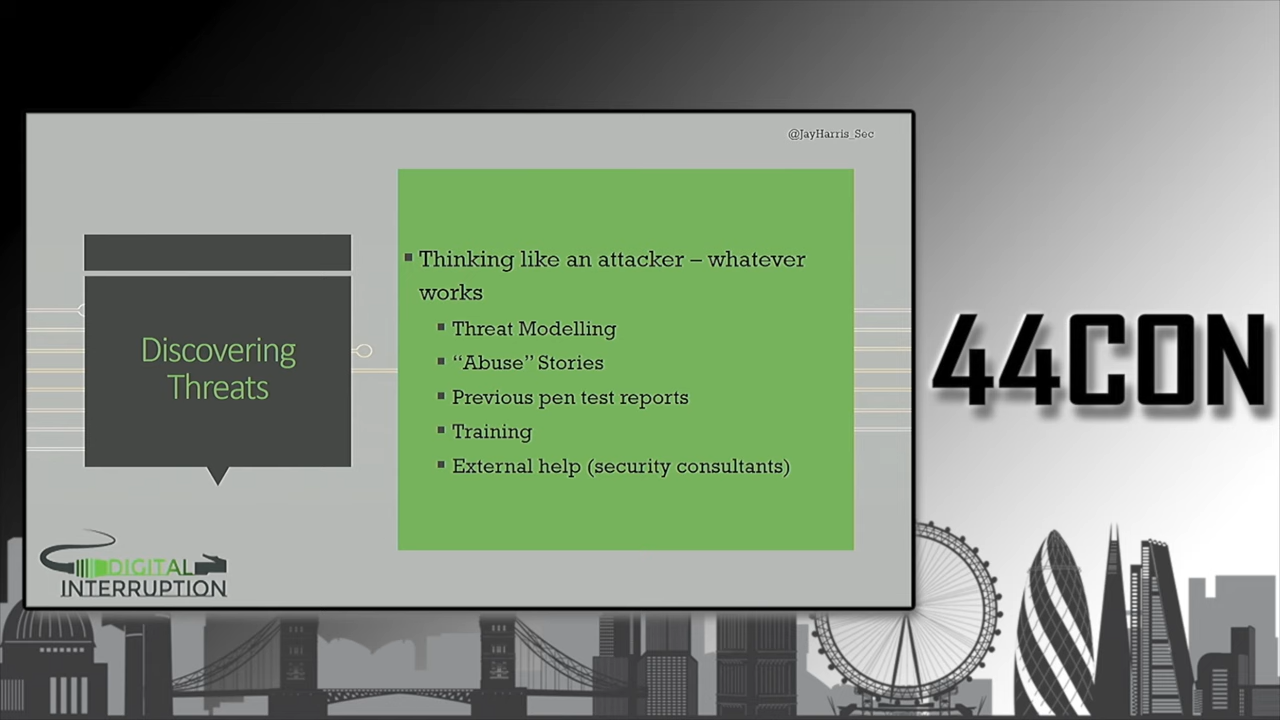 @JayHarris_Sec
Discovering
Threats
Thinking like an attacker – whatever
works
Threat Modelling
“Abuse” Stories
Previous pen test reports
Training
External help (security consultants)
DIGITAL
INTERRUPTION
44CON